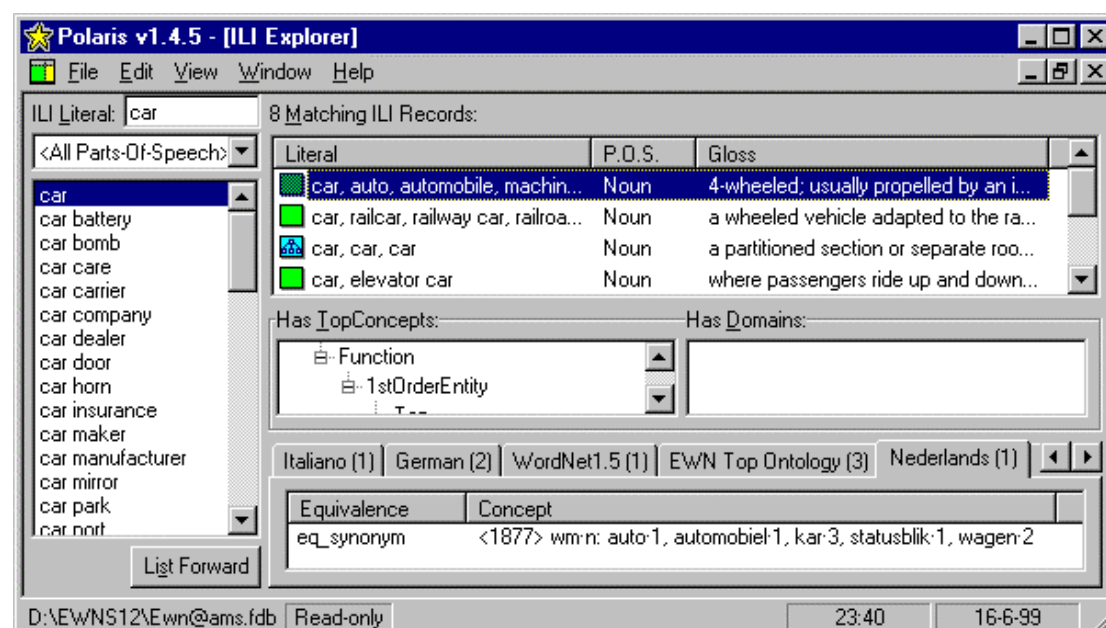 Polaris v1.4.5 - [ILI Explorer]
File Edit View Window Help
ILI Literal: car
<All Parts-Of-Speech>
car
car battery
car bomb
car care
car carrier
car company
car dealer
car door
car horn
car insurance
car maker
car manufacturer
car mirror
car park
car port
List Forward
8 Matching ILI Records:
Literal P.O.S. Gloss
car, auto, automobile, machin... Noun 4-wheeled; usually propelled by an i...
car, railcar, railway car, railroa... Noun a wheeled vehicle adapted to the ra...
car, car, car Noun a partitioned section or separate roo...
car, elevator car Noun where passengers ride up and down...
Has TopConcepts: Has Domains:
Function
1stOrderEntity
Top
Italiano (1) German (2) WordNet1.5 (1) EWN Top Ontology (3) Nederlands (1)
Equivalence Concept
eq_synonym <1877> wm·n: auto·1, automobiel·1, kar·3, statusblik·1, wagen·2
D:\EWNS12\Ewn@ams.fdb Read-only 23:40 16-6-99